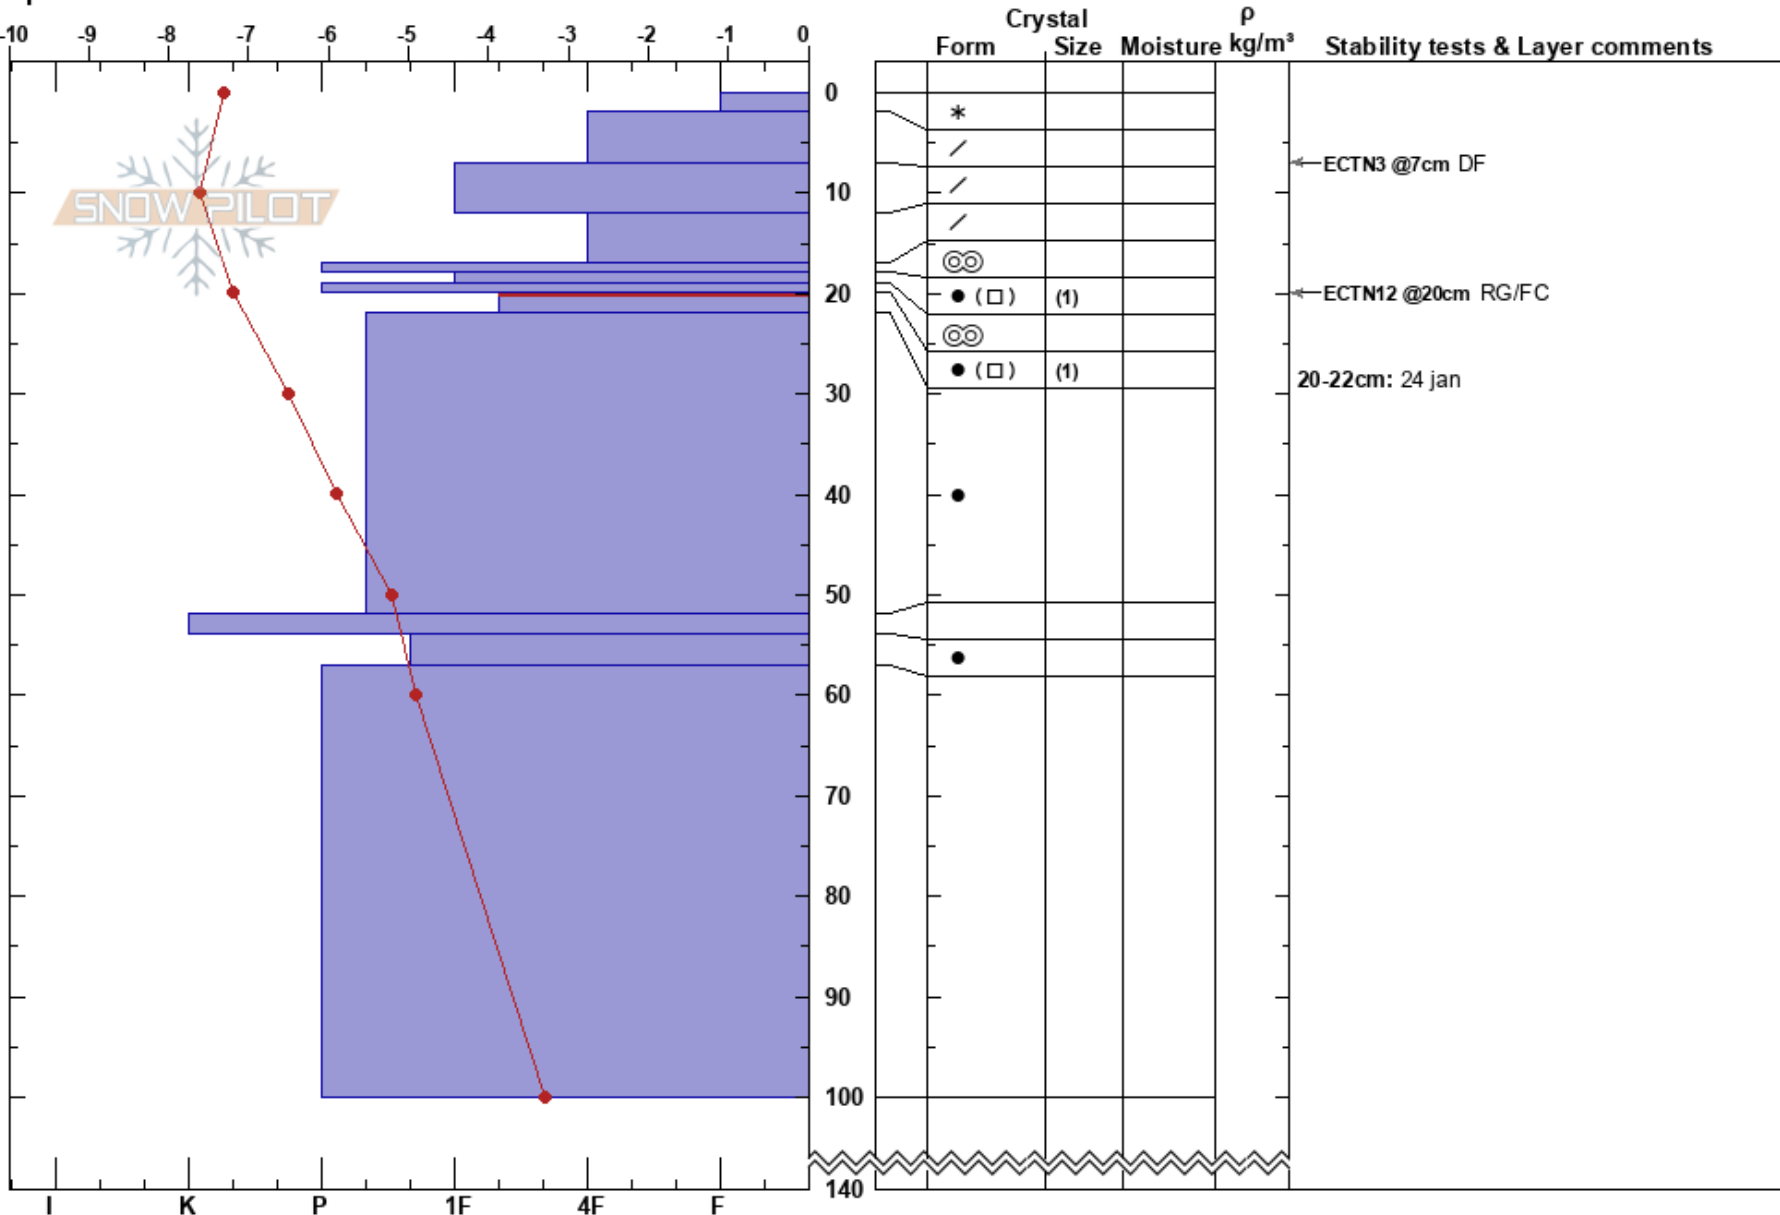 Crystal ρ
-10 -9 -8 -7 -6 -5 -4 -3 -2 -1 0 Form Size Moisture kg/m³ Stability tests & Layer comments
0
ECTN3 @7cm DF
10
SNOW PILOT
20 (1) ECTN12 @20cm RG/FC
(1) 20-22cm: 24 jan
30
40
50
60
70
80
90
100
140
I K P 1F 4F F